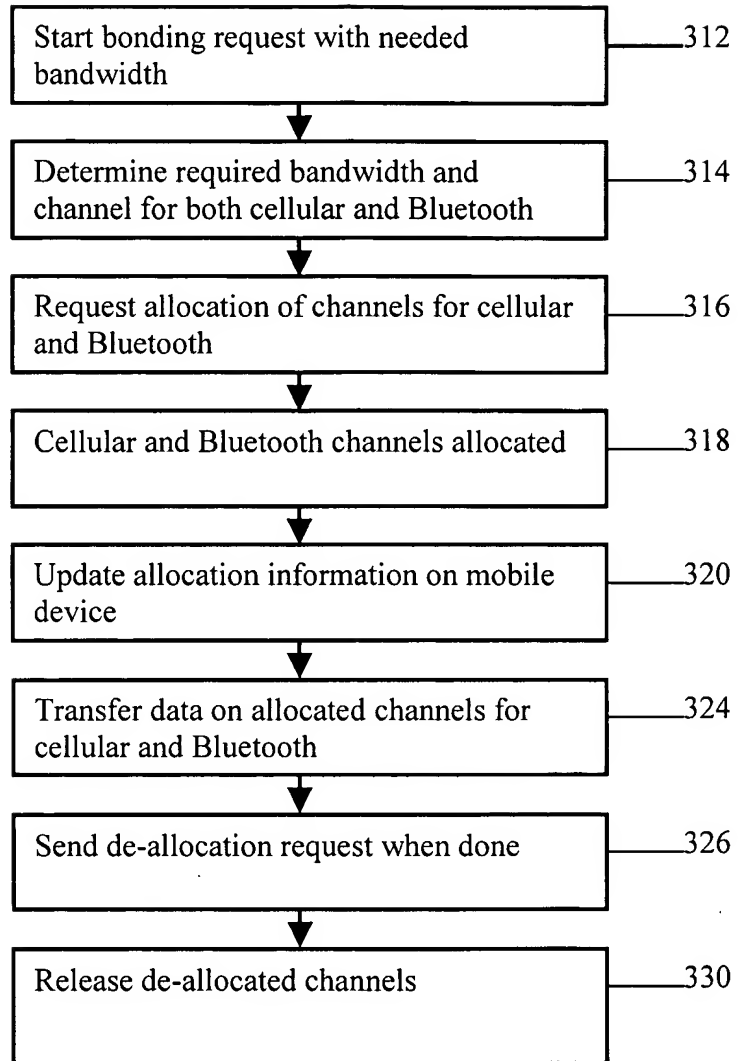 Start bonding request with needed
bandwidth
312
Determine required bandwidth and
channel for both cellular and Bluetooth
314
Request allocation of channels for cellular
and Bluetooth
316
Cellular and Bluetooth channels allocated
318
Update allocation information on mobile
device
320
Transfer data on allocated channels for
cellular and Bluetooth
324
Send de-allocation request when done
326
Release de-allocated channels
330